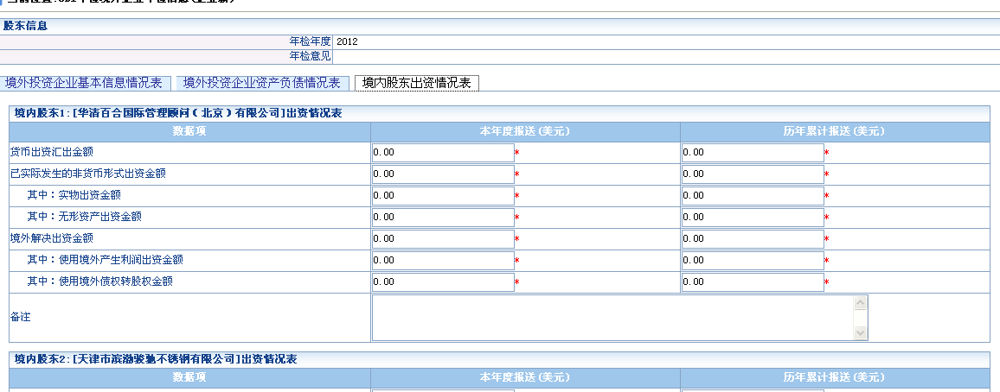 股东信息
年检年度 2012
年检意见
境外投资企业基本信息情况表 境外投资企业资产负债情况表 境内股东出资情况表
境内股东1:[华清百合国际管理顾问(北京)有限公司]出资情况表
数据项 本年度报送(美元) 历年累计报送(美元)
货币出资汇出金额 0.00 * 0.00 *
已实际发生的非货币形式出资金额 0.00 * 0.00 *
其中:实物出资金额 0.00 * 0.00 *
其中:无形资产出资金额 0.00 * 0.00 *
境外解决出资金额 0.00 * 0.00 *
其中:使用境外产生利润出资金额 0.00 * 0.00 *
其中:使用境外债权转股权金额 0.00 * 0.00 *
备注
境内股东2:[天津市滨渤骏驰不锈钢有限公司]出资情况表
数据项 本年度报送(美元) 历年累计报送(美元)